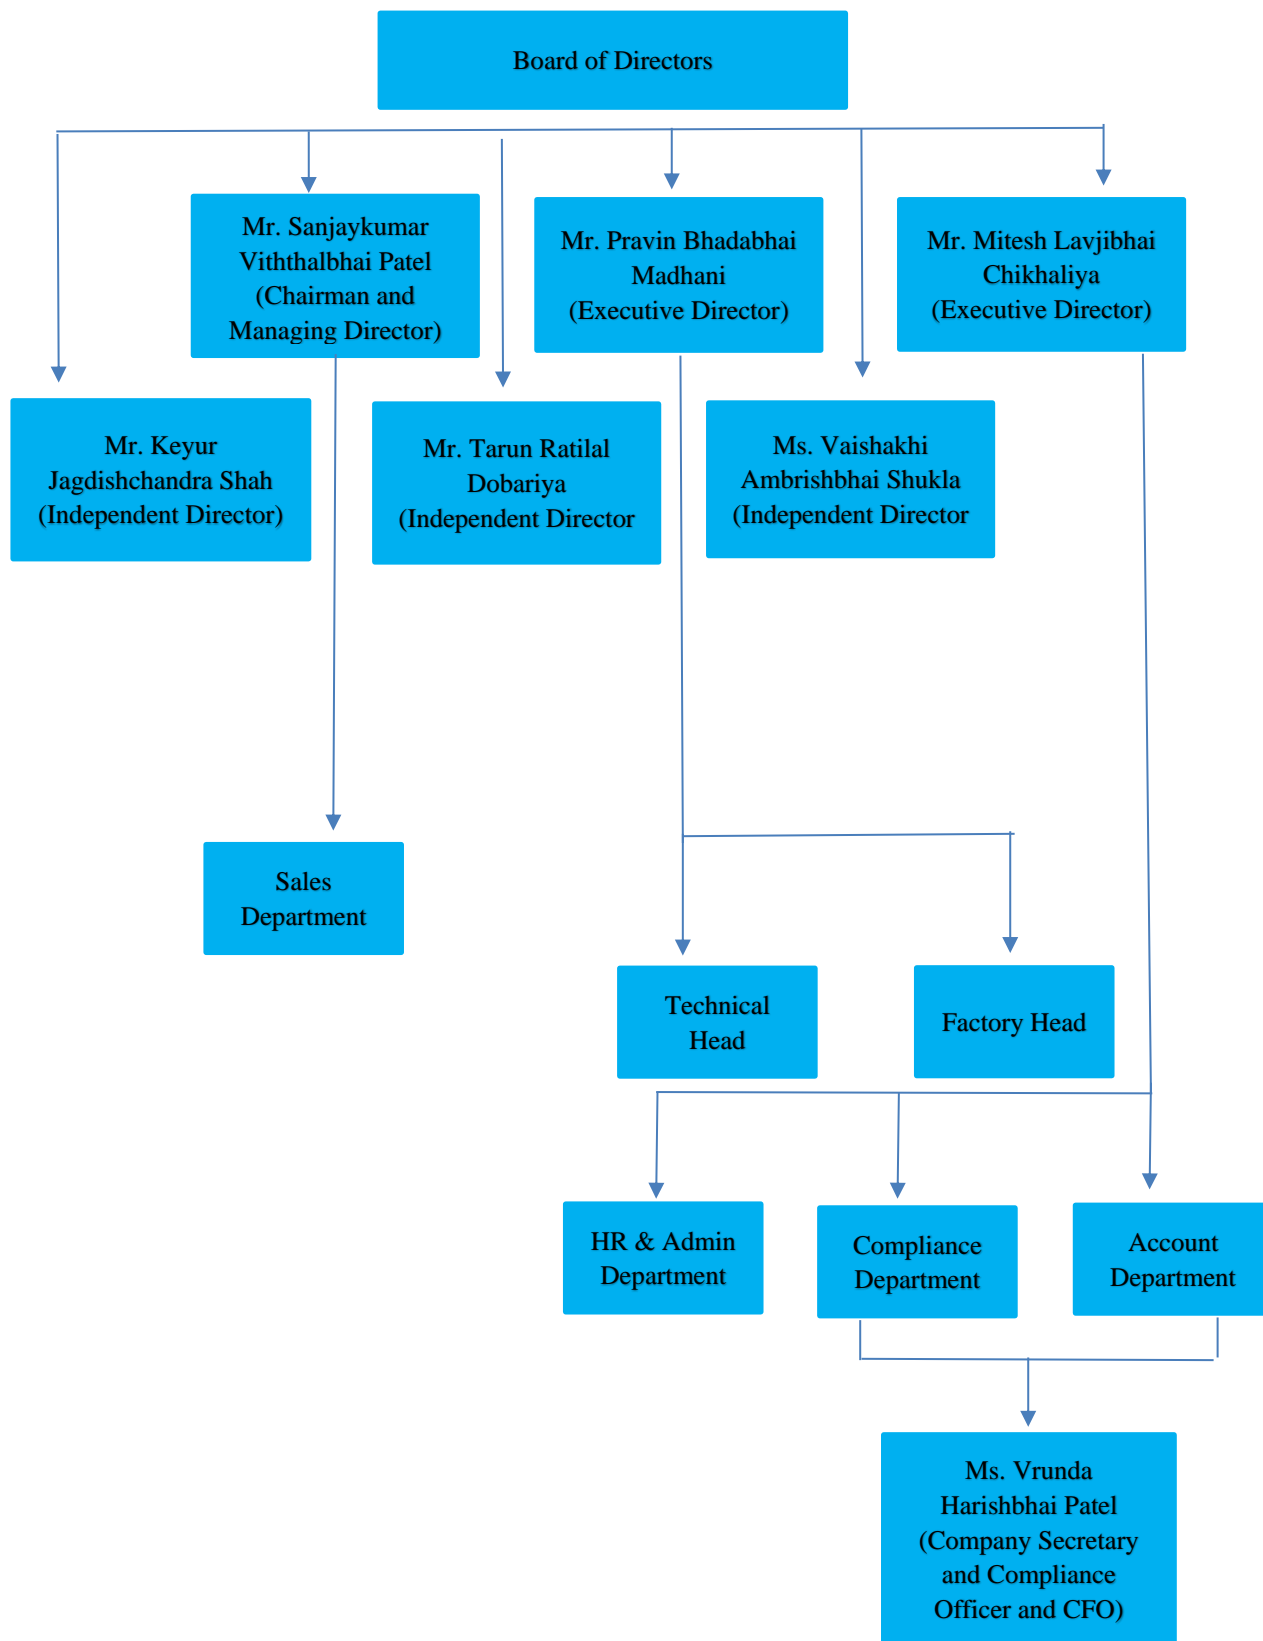 Board of Directors
Mr. Sanjaykumar
Viththalbhai Patel
(Chairman and
Managing Director)
Mr. Pravin Bhadabhai
Madhani
(Executive Director)
Mr. Mitesh Lavjibhai
Chikhaliya
(Executive Director)
Mr. Keyur
Jagdishchandra Shah
(Independent Director)
Mr. Tarun Ratilal
Dobariya
(Independent Director
Ms. Vaishakhi
Ambrishbhai Shukla
(Independent Director
Sales
Department
Technical
Head
Factory Head
HR & Admin
Department
Compliance
Department
Account
Department
Ms. Vrunda
Harishbhai Patel
(Company Secretary
and Compliance
Officer and CFO)